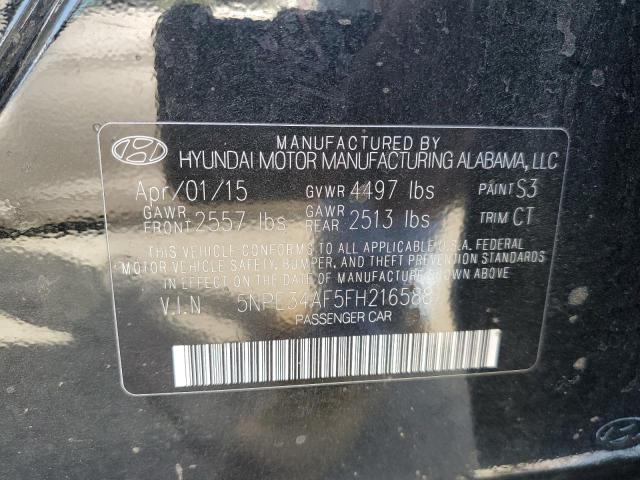 MANUFACTURED BY
HYUNDAI MOTOR MANUFACTURING ALABAMA, LLC
Apr/01/15 GVWR 4497 lbs PAINT S3
GAWR FRONT 2557 lbs GAWR REAR 2513 lbs TRIM CT
THIS VEHICLE CONFORMS TO ALL APPLICABLE U.S.A. FEDERAL
MOTOR VEHICLE SAFETY, BUMPER, AND THEFT PREVENTION STANDARDS
IN EFFECT ON THE DATE OF MANUFACTURE SHOWN ABOVE
V.I.N 5NPE34AF5FH216588
PASSENGER CAR